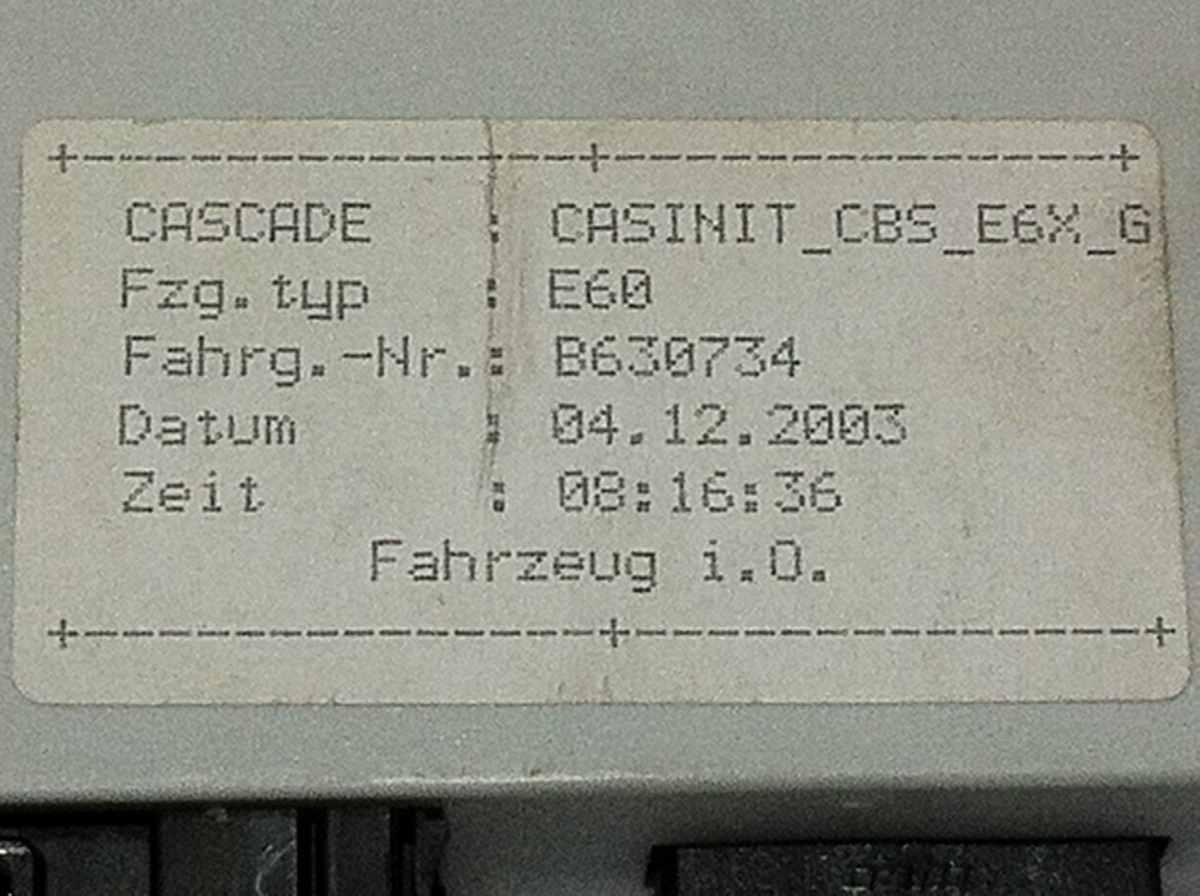 +----------------------+----------------------+
CASCADE : CASINIT_CBS_E6X_G
Fzg.typ : E60
Fahrg.-Nr.: B630734
Datum : 04.12.2003
Zeit : 08:16:36
Fahrzeug i.O.
+-----------------------+-----------------------+